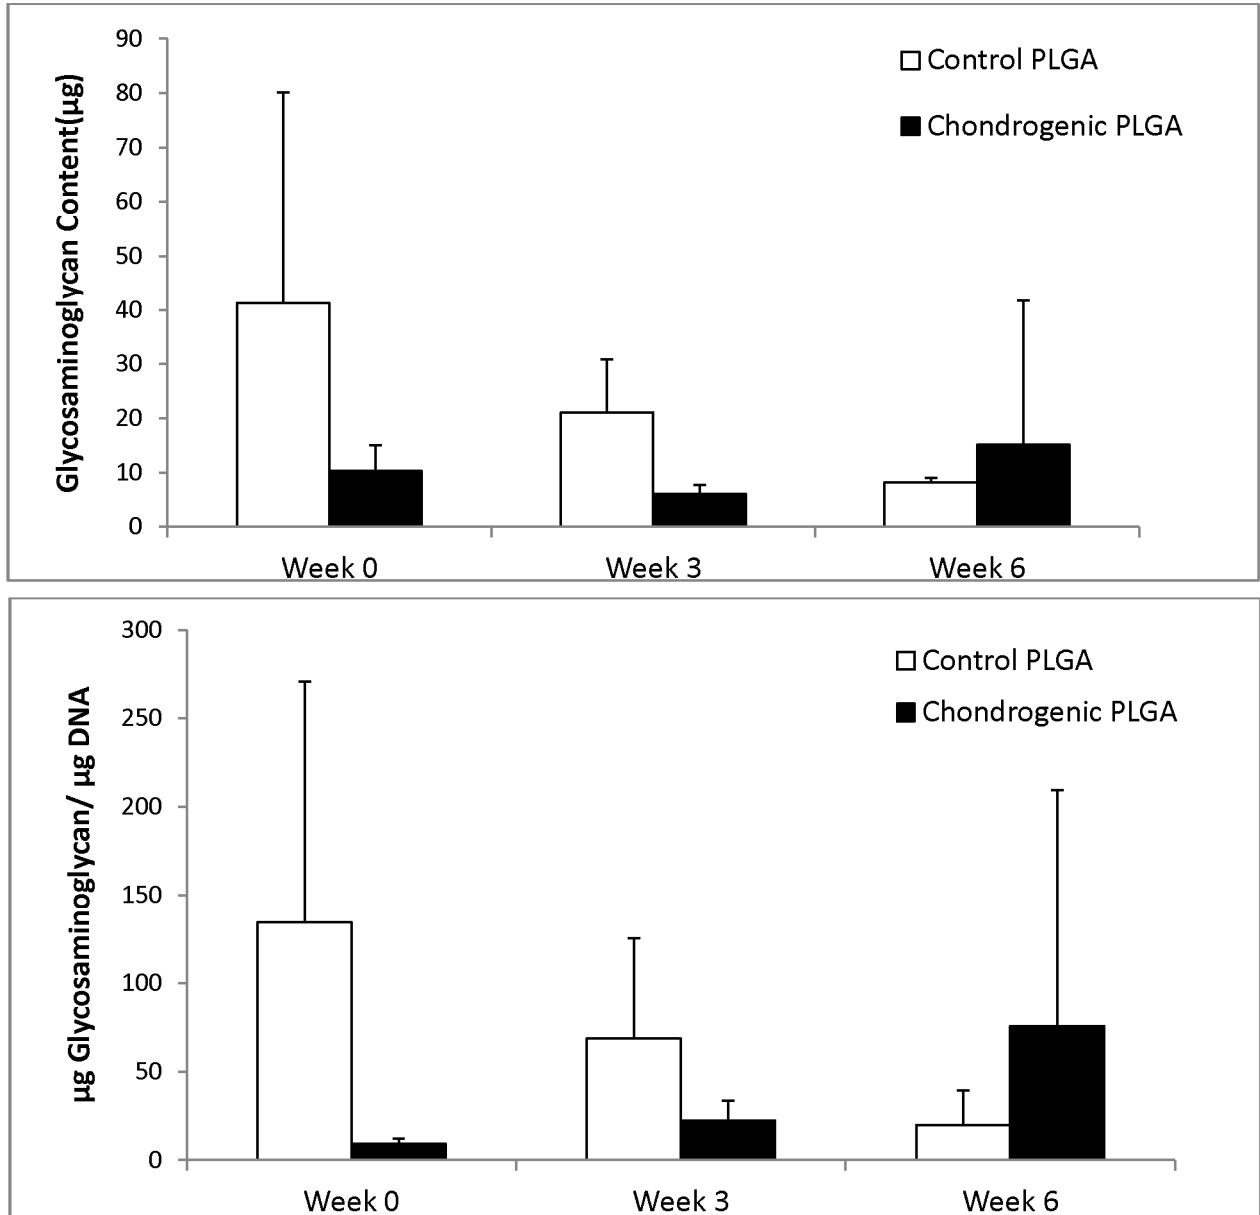 Glycosaminoglycan Content(µg)
90
80
70
60
50
40
30
20
10
0
Control PLGA
Chondrogenic PLGA
Week 0
Week 3
Week 6
µg Glycosaminoglycan/ µg DNA
300
250
200
150
100
50
0
Control PLGA
Chondrogenic PLGA
Week 0
Week 3
Week 6